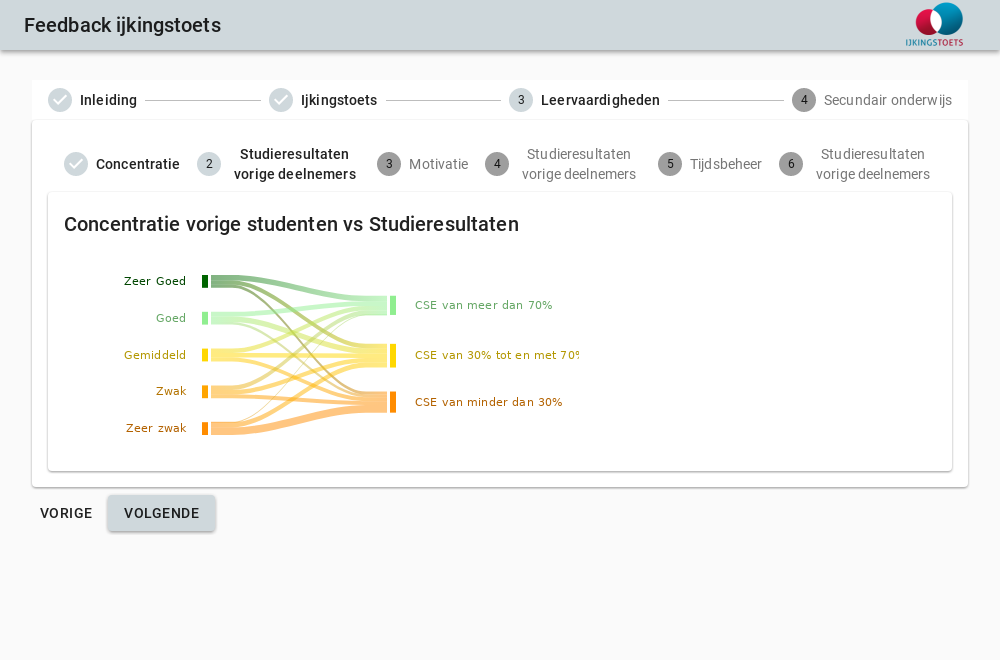 Feedback ijkingstoets
IJKINGSTOETS
Inleiding
Ijkingstoets
3 Leervaardigheden
4 Secundair onderwijs
Concentratie
2 Studieresultaten
vorige deelnemers
3 Motivatie
4 Studieresultaten
vorige deelnemers
5 Tijdsbeheer
6 Studieresultaten
vorige deelnemers
Concentratie vorige studenten vs Studieresultaten
Zeer Goed
Goed
Gemiddeld
Zwak
Zeer zwak
CSE van meer dan 70%
CSE van 30% tot en met 70%
CSE van minder dan 30%
VORIGE
VOLGENDE